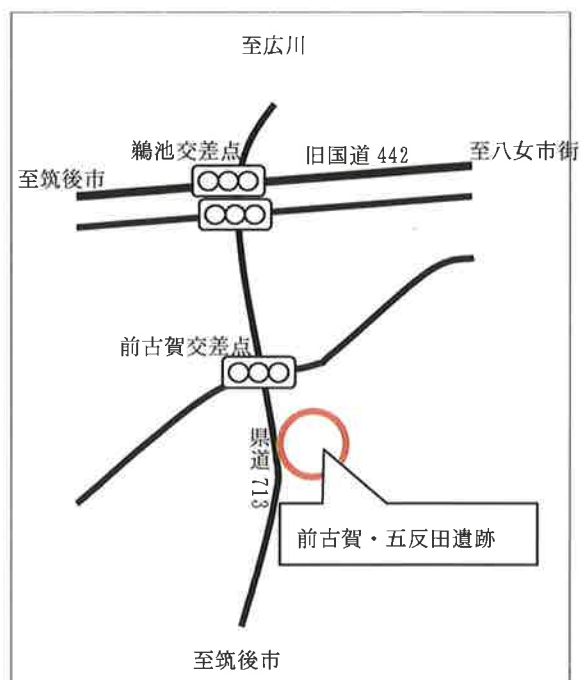 至広川
鵜池交差点
旧国道 442
至八女市街
至筑後市
前古賀交差点
県道 713
前古賀・五反田遺跡
至筑後市